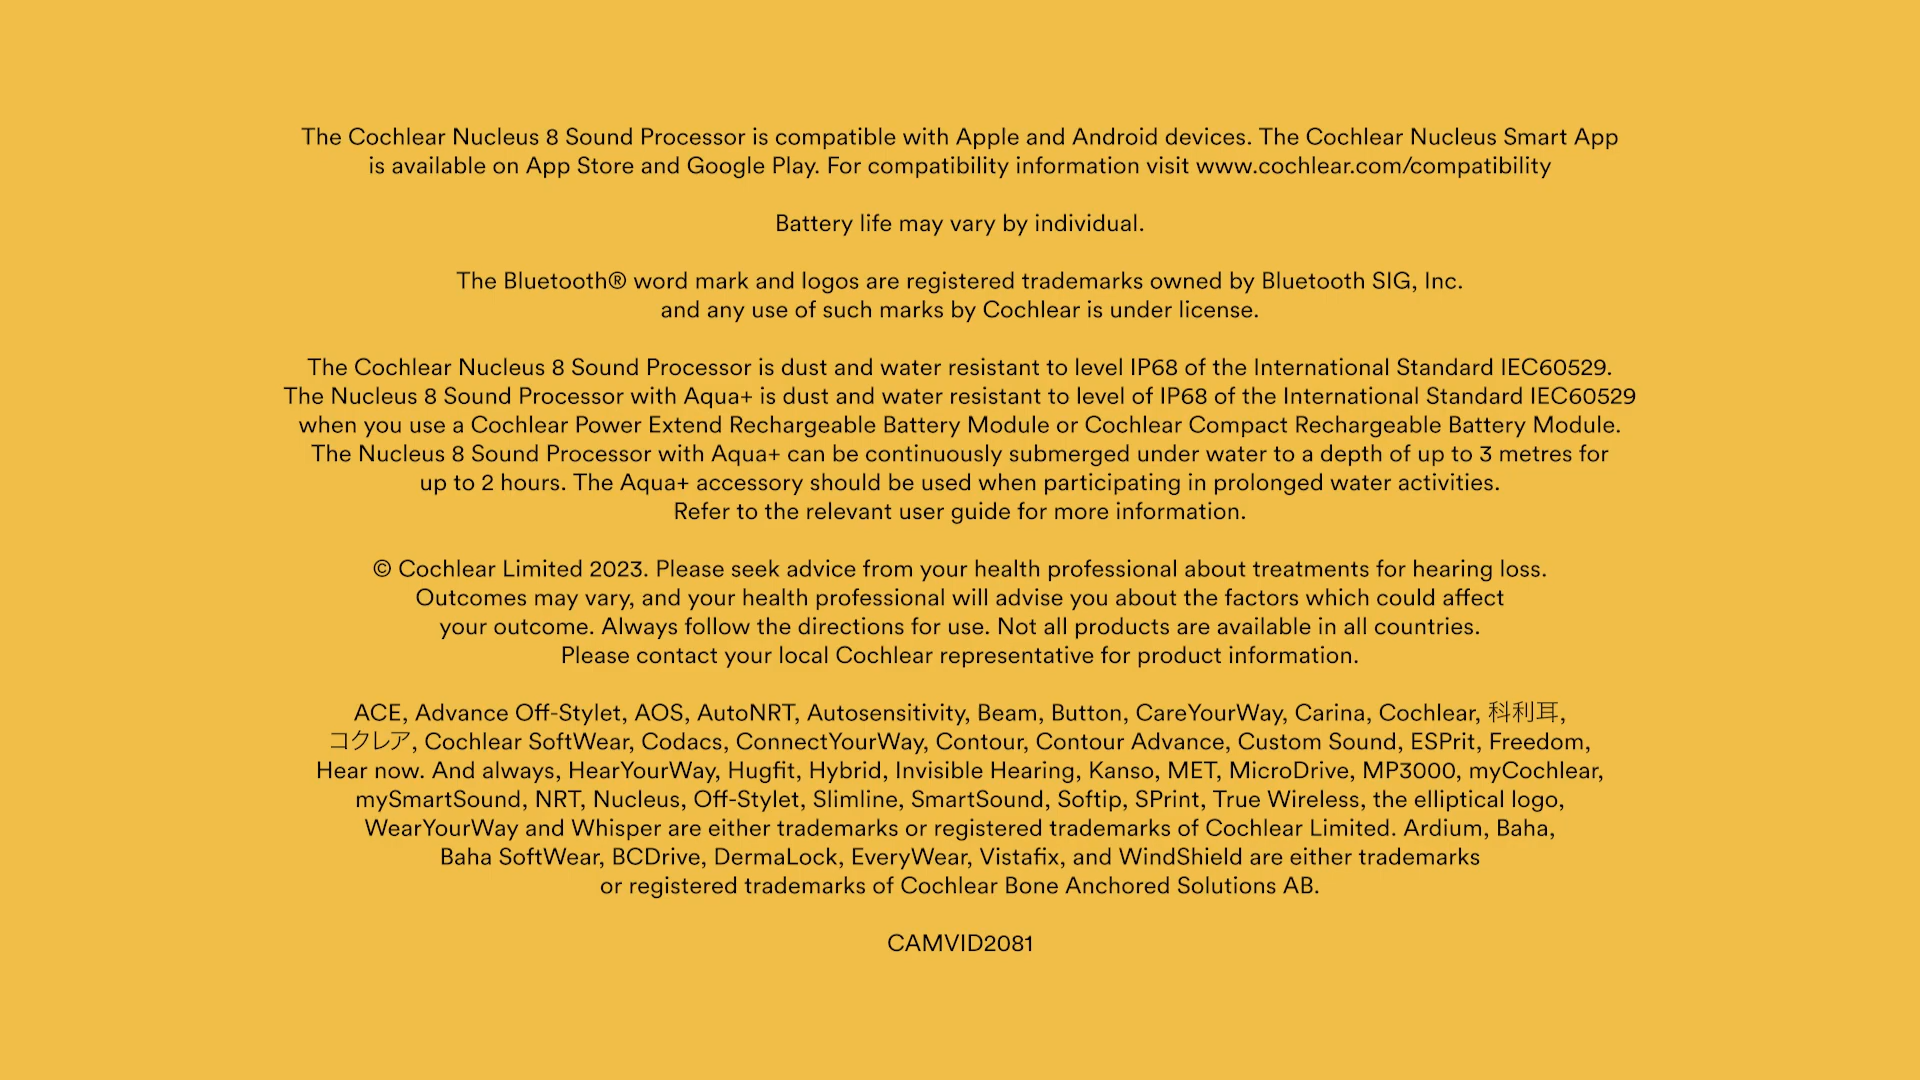 The Cochlear Nucleus 8 Sound Processor is compatible with Apple and Android devices. The Cochlear Nucleus Smart App
is available on App Store and Google Play. For compatibility information visit www.cochlear.com/compatibility
Battery life may vary by individual.
The Bluetooth® word mark and logos are registered trademarks owned by Bluetooth SIG, Inc.
and any use of such marks by Cochlear is under license.
The Cochlear Nucleus 8 Sound Processor is dust and water resistant to level IP68 of the International Standard IEC60529.
The Nucleus 8 Sound Processor with Aqua+ is dust and water resistant to level of IP68 of the International Standard IEC60529
when you use a Cochlear Power Extend Rechargeable Battery Module or Cochlear Compact Rechargeable Battery Module.
The Nucleus 8 Sound Processor with Aqua+ can be continuously submerged under water to a depth of up to 3 metres for
up to 2 hours. The Aqua+ accessory should be used when participating in prolonged water activities.
Refer to the relevant user guide for more information.
© Cochlear Limited 2023. Please seek advice from your health professional about treatments for hearing loss.
Outcomes may vary, and your health professional will advise you about the factors which could affect
your outcome. Always follow the directions for use. Not all products are available in all countries.
Please contact your local Cochlear representative for product information.
ACE, Advance Off-Stylet, AOS, AutoNRT, Autosensitivity, Beam, Button, CareYourWay, Carina, Cochlear, 科利耳,
コクレア, Cochlear SoftWear, Codacs, ConnectYourWay, Contour, Contour Advance, Custom Sound, ESPrit, Freedom,
Hear now. And always, HearYourWay, Hugfit, Hybrid, Invisible Hearing, Kanso, MET, MicroDrive, MP3000, myCochlear,
mySmartSound, NRT, Nucleus, Off-Stylet, Slimline, SmartSound, Softip, SPrint, True Wireless, the elliptical logo,
WearYourWay and Whisper are either trademarks or registered trademarks of Cochlear Limited. Ardium, Baha,
Baha SoftWear, BCDrive, DermaLock, EveryWear, Vistafix, and WindShield are either trademarks
or registered trademarks of Cochlear Bone Anchored Solutions AB.
CAMVID2081